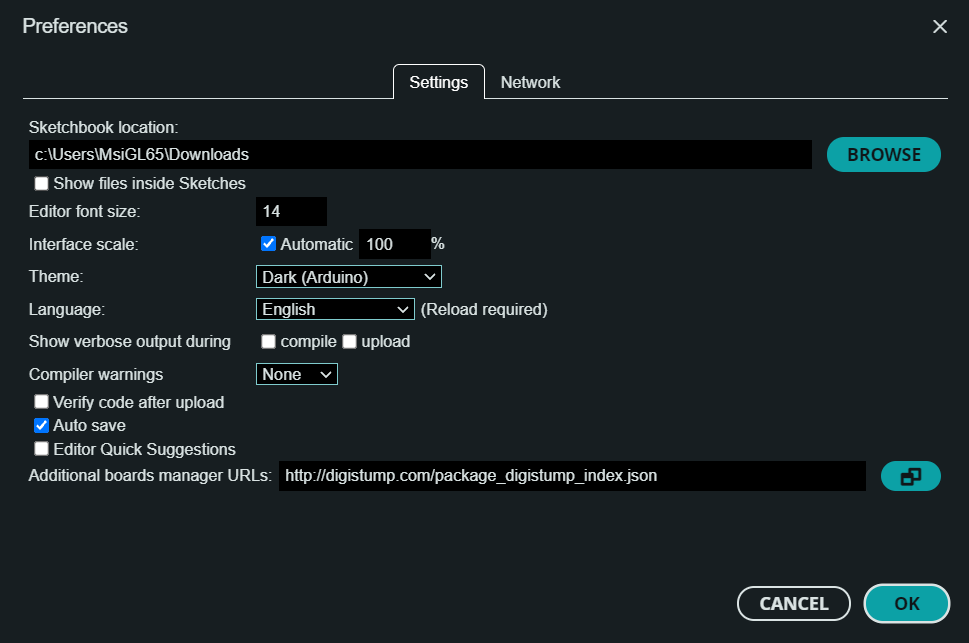 Preferences
Settings Network
Sketchbook location:
c:\Users\MsiGL65\Downloads BROWSE
Show files inside Sketches
Editor font size: 14
Interface scale: Automatic 100 %
Theme: Dark (Arduino)
Language: English (Reload required)
Show verbose output during compile upload
Compiler warnings None
Verify code after upload
Auto save
Editor Quick Suggestions
Additional boards manager URLs: http://digistump.com/package_digistump_index.json
CANCEL OK